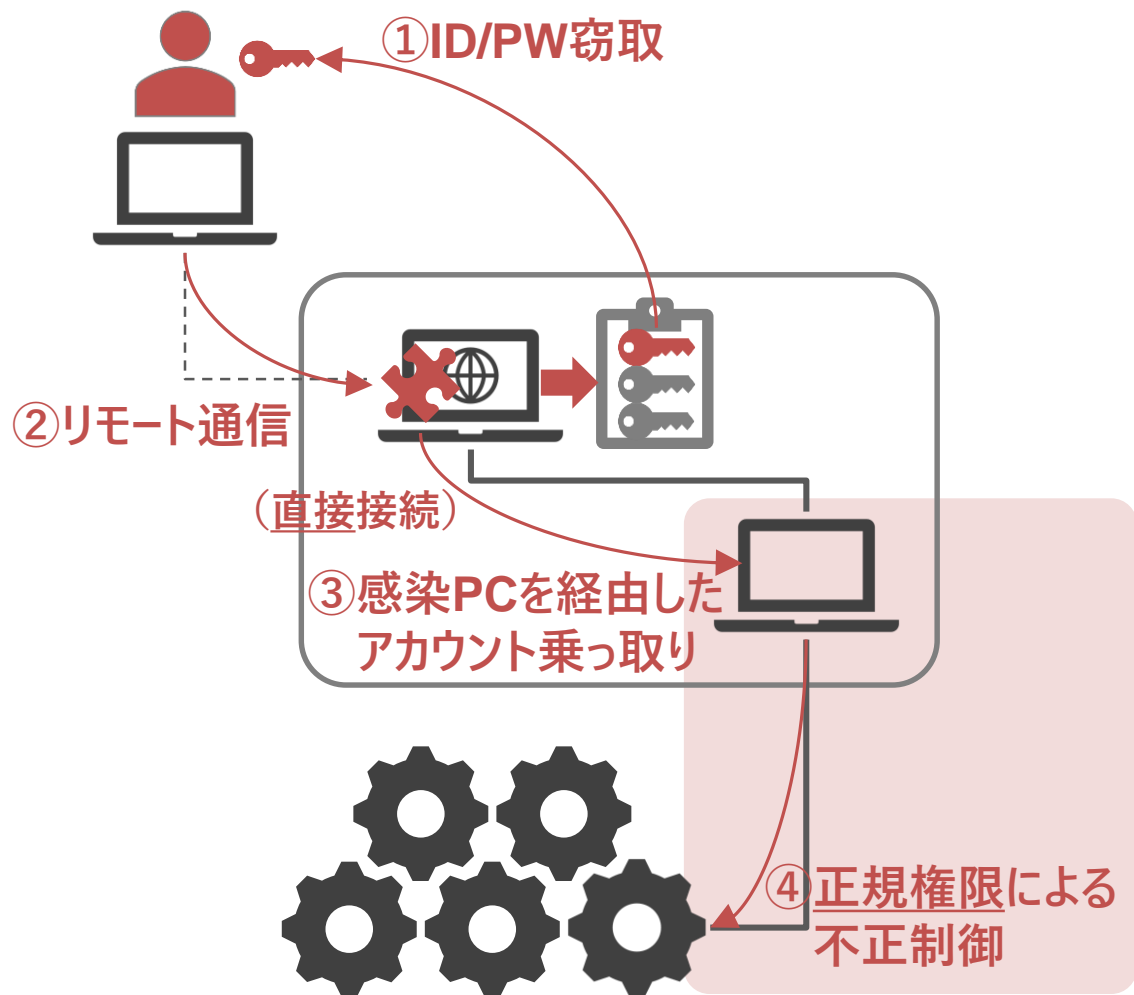 ①ID/PW窃取
②リモート通信
（直接接続）
③感染PCを経由した
アカウント乗っ取り
④正規権限による
不正制御